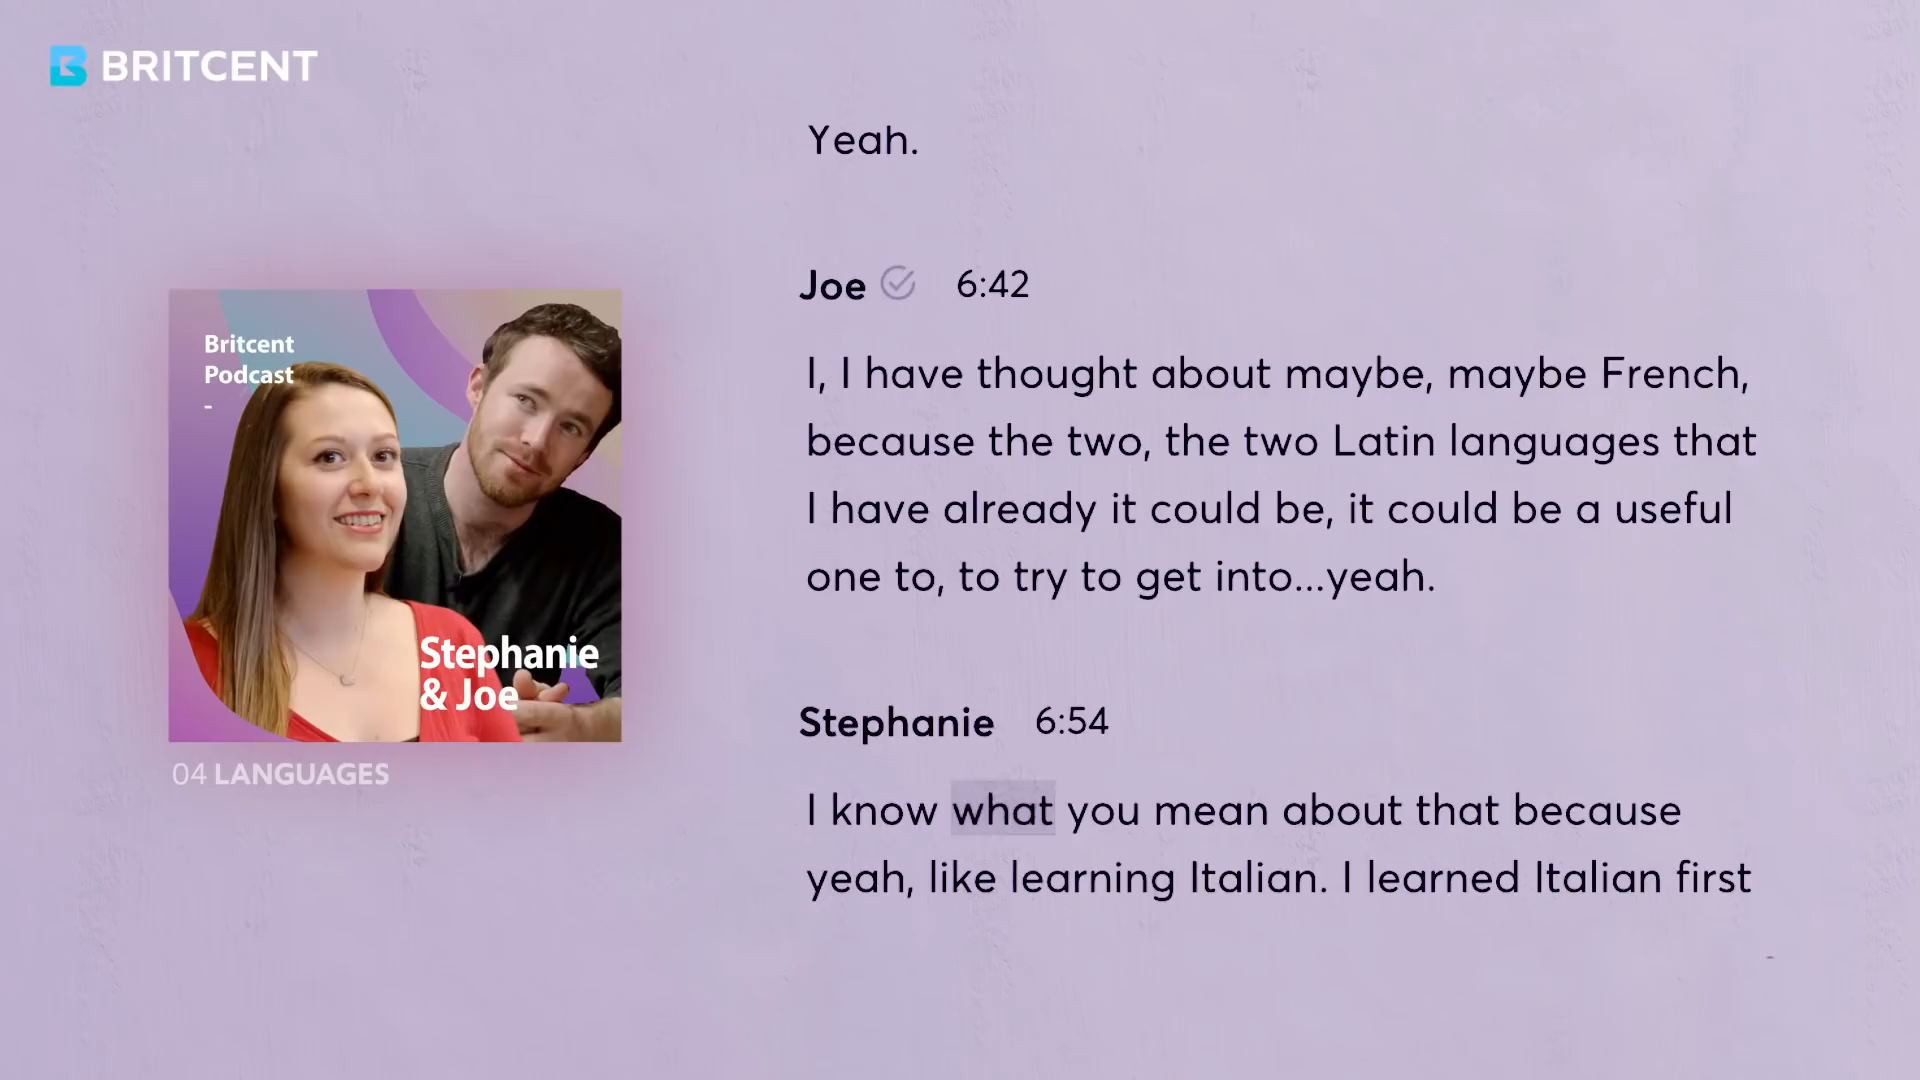 BRITCENT
Britcent
Podcast
-
Stephanie
& Joe
04 LANGUAGES
Yeah.
Joe 6:42
I, I have thought about maybe, maybe French,
because the two, the two Latin languages that
I have already it could be, it could be a useful
one to, to try to get into...yeah.
Stephanie 6:54
I know what you mean about that because
yeah, like learning Italian. I learned Italian first